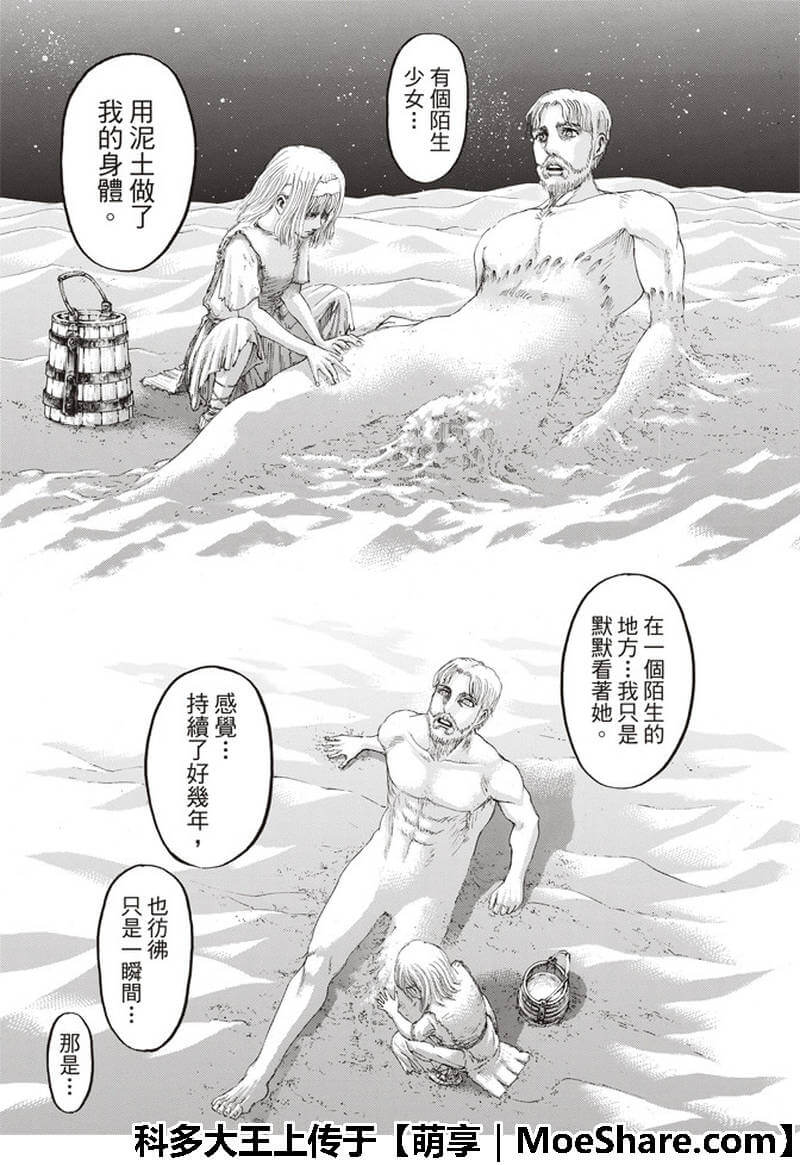 有個陌生
少女…
用泥土做了
我的身體。
在一個陌生的
地方…我只是
默默看著她。
感覺…
持續了好幾年，
也彷彿
只是一瞬間…
那是…
科多大王上传于【萌享 | MoeShare.com】